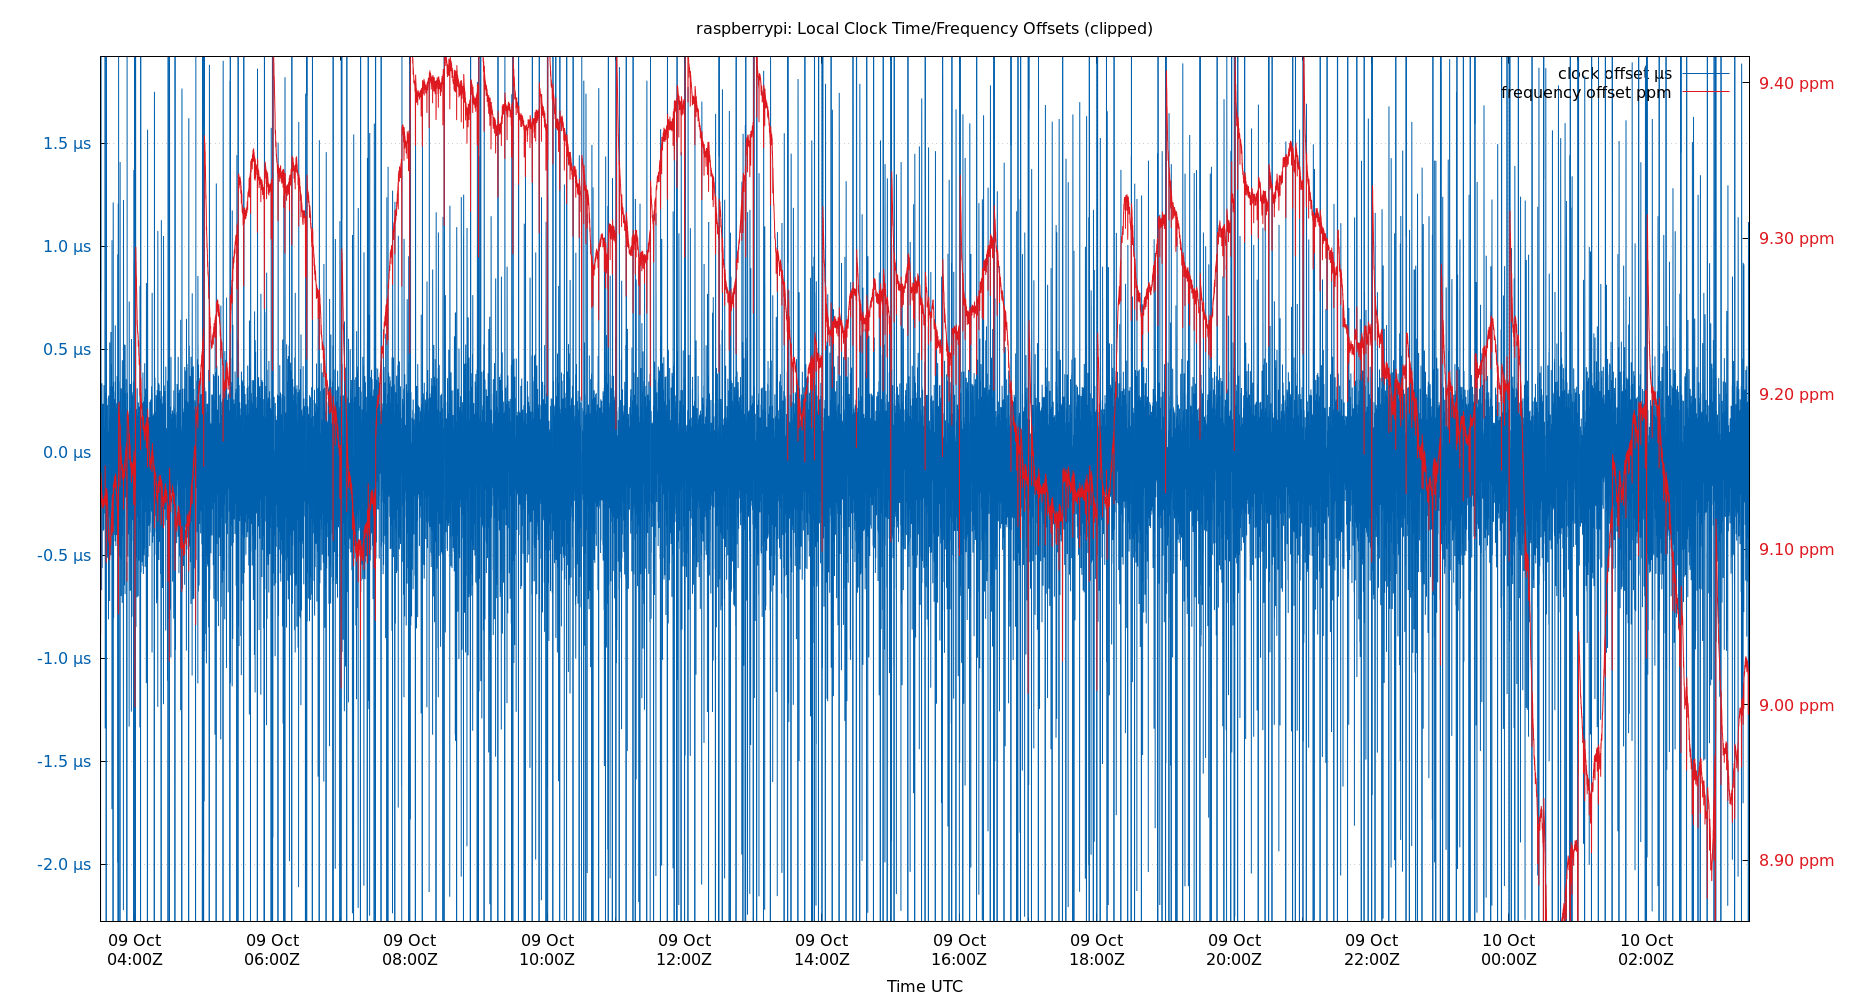 raspberrypi: Local Clock Time/Frequency Offsets (clipped)
clock offset µs
frequency offset ppm
1.5 µs
1.0 µs
0.5 µs
0.0 µs
-0.5 µs
-1.0 µs
-1.5 µs
-2.0 µs
9.40 ppm
9.30 ppm
9.20 ppm
9.10 ppm
9.00 ppm
8.90 ppm
09 Oct
04:00Z
09 Oct
06:00Z
09 Oct
08:00Z
09 Oct
10:00Z
09 Oct
12:00Z
09 Oct
14:00Z
09 Oct
16:00Z
09 Oct
18:00Z
09 Oct
20:00Z
09 Oct
22:00Z
10 Oct
00:00Z
10 Oct
02:00Z
Time UTC